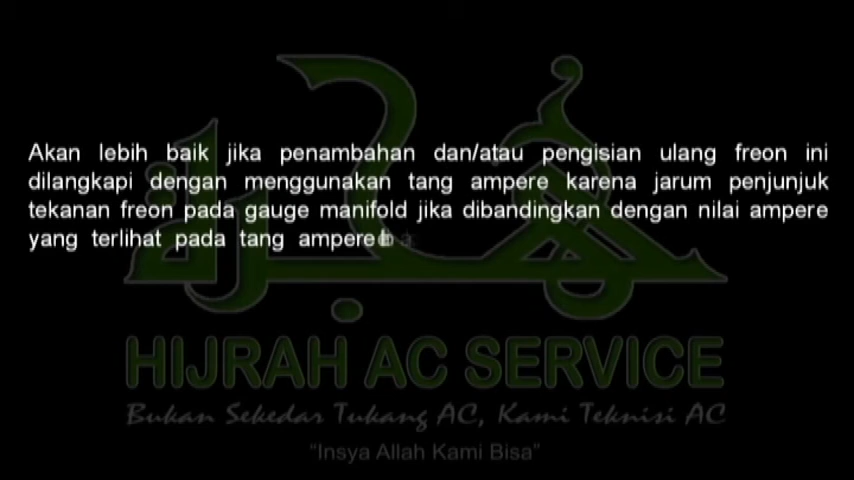 Akan lebih baik jika penambahan dan/atau pengisian ulang freon ini
dilangkapi dengan menggunakan tang ampere karena jarum penjunjuk
tekanan freon pada gauge manifold jika dibandingkan dengan nilai ampere
yang terlihat pada tang ampere
هجرة
HIJRAH AC SERVICE
Bukan Sekedar Tukang AC, Kami Teknisi AC
"Insya Allah Kami Bisa"